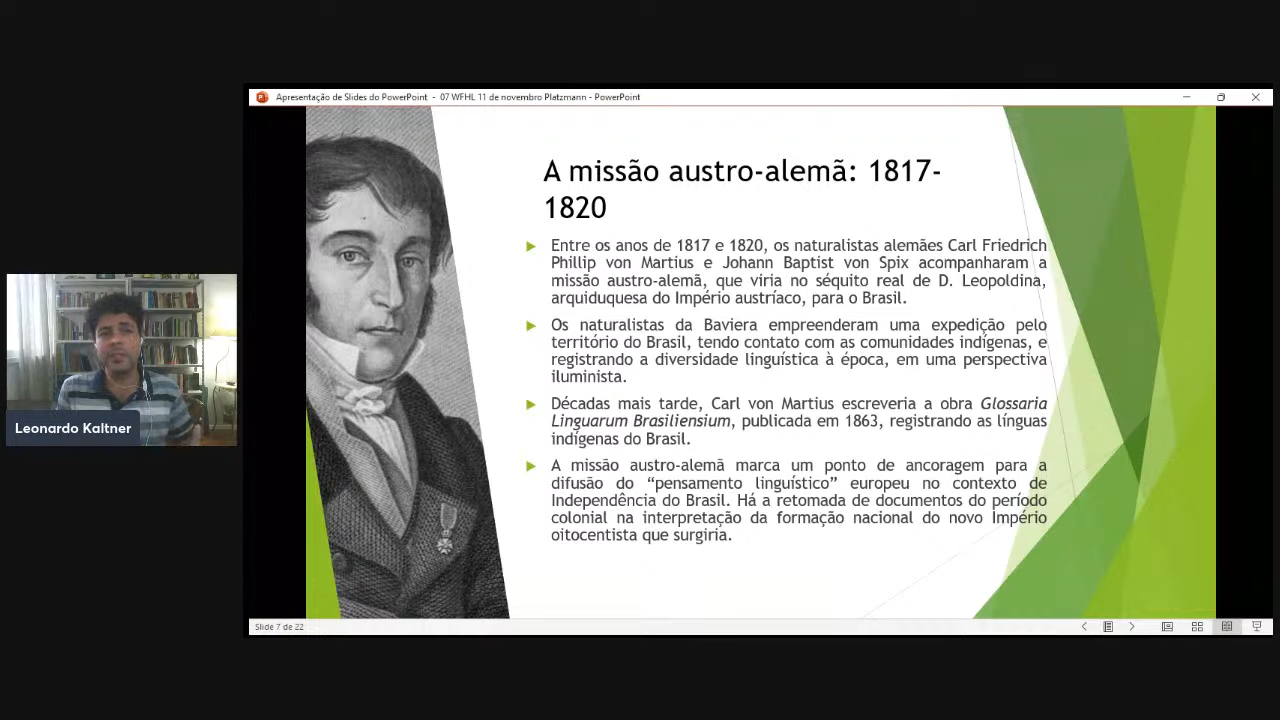 Apresentação de Slides do PowerPoint - 07 WFHL 11 de novembro Platzmann - PowerPoint
A missão austro-alemã: 1817-
1820
Entre os anos de 1817 e 1820, os naturalistas alemães Carl Friedrich
Phillip von Martius e Johann Baptist von Spix acompanharam a
missão austro-alemã, que viria no séquito real de D. Leopoldina,
arquiduquesa do Império austríaco, para o Brasil.
Os naturalistas da Baviera empreenderam uma expedição pelo
território do Brasil, tendo contato com as comunidades indígenas, e
registrando a diversidade linguística à época, em uma perspectiva
iluminista.
Décadas mais tarde, Carl von Martius escreveria a obra Glossaria
Linguarum Brasiliensium, publicada em 1863, registrando as línguas
indígenas do Brasil.
A missão austro-alemã marca um ponto de ancoragem para a
difusão do “pensamento linguístico” europeu no contexto de
Independência do Brasil. Há a retomada de documentos do período
colonial na interpretação da formação nacional do novo Império
oitocentista que surgiria.
Leonardo Kaltner
Slide 7 de 22